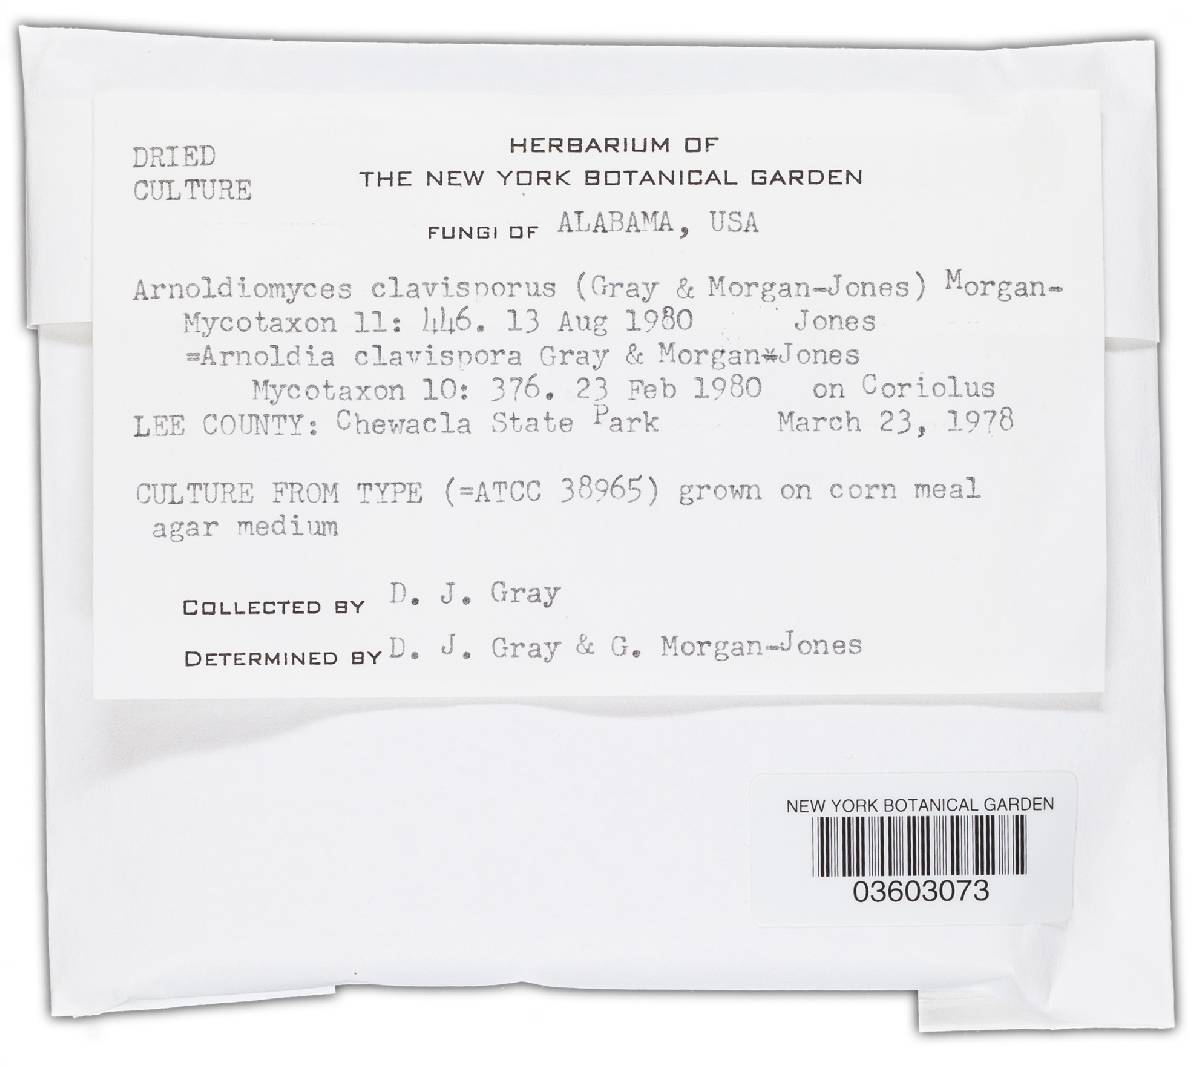 DRIED
CULTURE
HERBARIUM OF
THE NEW YORK BOTANICAL GARDEN
FUNGI OF ALABAMA, USA
Arnoldiomyces clavisporus (Gray & Morgan-Jones) Morgan-
Mycotaxon 11: 446. 13 Aug 1980 Jones
=Arnoldia clavispora Gray & Morgan-Jones
Mycotaxon 10: 376. 23 Feb 1980 on Coriolus
LEE COUNTY: Chewacla State Park March 23, 1978
CULTURE FROM TYPE (=ATCC 38965) grown on corn meal
agar medium
COLLECTED BY D. J. Gray
DETERMINED BY D. J. Gray & G. Morgan-Jones
NEW YORK BOTANICAL GARDEN
03603073